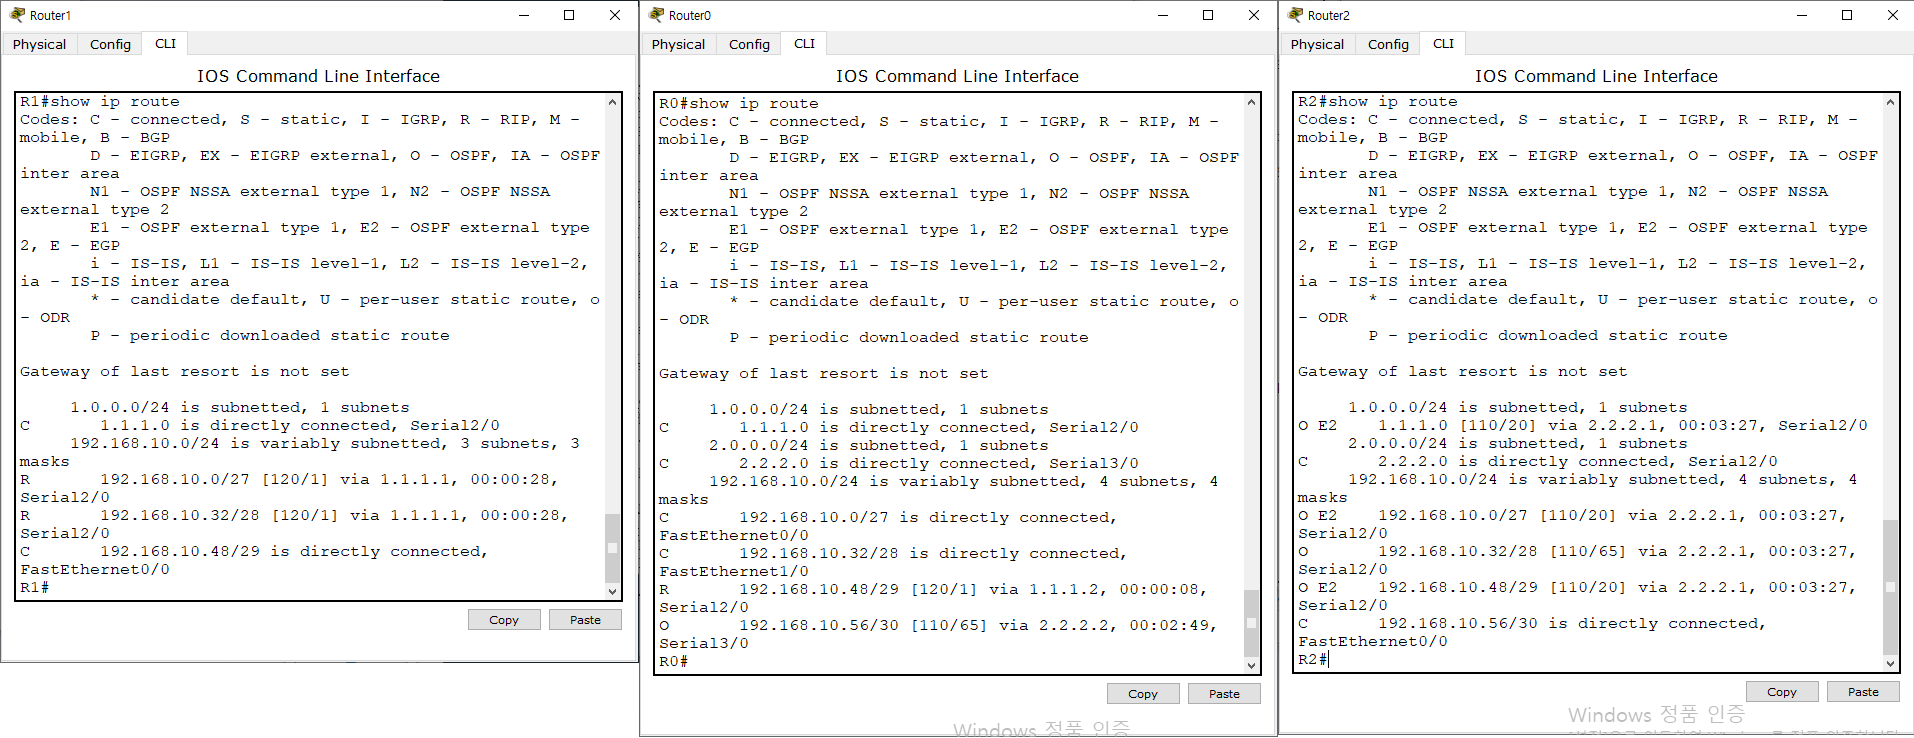 Router1
Physical Config CLI
IOS Command Line Interface
R1#show ip route
Codes: C - connected, S - static, I - IGRP, R - RIP, M -
mobile, B - BGP
       D - EIGRP, EX - EIGRP external, O - OSPF, IA - OSPF
inter area
       N1 - OSPF NSSA external type 1, N2 - OSPF NSSA
external type 2
       E1 - OSPF external type 1, E2 - OSPF external type
2, E - EGP
       i - IS-IS, L1 - IS-IS level-1, L2 - IS-IS level-2,
ia - IS-IS inter area
       * - candidate default, U - per-user static route, o
- ODR
       P - periodic downloaded static route
Gateway of last resort is not set
     1.0.0.0/24 is subnetted, 1 subnets
C       1.1.1.0 is directly connected, Serial2/0
     192.168.10.0/24 is variably subnetted, 3 subnets, 3
masks
R       192.168.10.0/27 [120/1] via 1.1.1.1, 00:00:28,
Serial2/0
R       192.168.10.32/28 [120/1] via 1.1.1.1, 00:00:28,
Serial2/0
C       192.168.10.48/29 is directly connected,
FastEthernet0/0
R1#
Copy Paste
Router0
Physical Config CLI
IOS Command Line Interface
R0#show ip route
Codes: C - connected, S - static, I - IGRP, R - RIP, M -
mobile, B - BGP
       D - EIGRP, EX - EIGRP external, O - OSPF, IA - OSPF
inter area
       N1 - OSPF NSSA external type 1, N2 - OSPF NSSA
external type 2
       E1 - OSPF external type 1, E2 - OSPF external type
2, E - EGP
       i - IS-IS, L1 - IS-IS level-1, L2 - IS-IS level-2,
ia - IS-IS inter area
       * - candidate default, U - per-user static route, o
- ODR
       P - periodic downloaded static route
Gateway of last resort is not set
     1.0.0.0/24 is subnetted, 1 subnets
C       1.1.1.0 is directly connected, Serial2/0
     2.0.0.0/24 is subnetted, 1 subnets
C       2.2.2.0 is directly connected, Serial3/0
     192.168.10.0/24 is variably subnetted, 4 subnets, 4
masks
C       192.168.10.0/27 is directly connected,
FastEthernet0/0
C       192.168.10.32/28 is directly connected,
FastEthernet1/0
R       192.168.10.48/29 [120/1] via 1.1.1.2, 00:00:08,
Serial2/0
O       192.168.10.56/30 [110/65] via 2.2.2.2, 00:02:49,
Serial3/0
R0#
Copy Paste
Windows 정품 인증
Router2
Physical Config CLI
IOS Command Line Interface
R2#show ip route
Codes: C - connected, S - static, I - IGRP, R - RIP, M -
mobile, B - BGP
       D - EIGRP, EX - EIGRP external, O - OSPF, IA - OSPF
inter area
       N1 - OSPF NSSA external type 1, N2 - OSPF NSSA
external type 2
       E1 - OSPF external type 1, E2 - OSPF external type
2, E - EGP
       i - IS-IS, L1 - IS-IS level-1, L2 - IS-IS level-2,
ia - IS-IS inter area
       * - candidate default, U - per-user static route, o
- ODR
       P - periodic downloaded static route
Gateway of last resort is not set
     1.0.0.0/24 is subnetted, 1 subnets
O E2    1.1.1.0 [110/20] via 2.2.2.1, 00:03:27, Serial2/0
     2.0.0.0/24 is subnetted, 1 subnets
C       2.2.2.0 is directly connected, Serial2/0
     192.168.10.0/24 is variably subnetted, 4 subnets, 4
masks
O E2    192.168.10.0/27 [110/20] via 2.2.2.1, 00:03:27,
Serial2/0
O       192.168.10.32/28 [110/65] via 2.2.2.1, 00:03:27,
Serial2/0
O E2    192.168.10.48/29 [110/20] via 2.2.2.1, 00:03:27,
Serial2/0
C       192.168.10.56/30 is directly connected,
FastEthernet0/0
R2#
Copy Paste
Windows 정품 인증